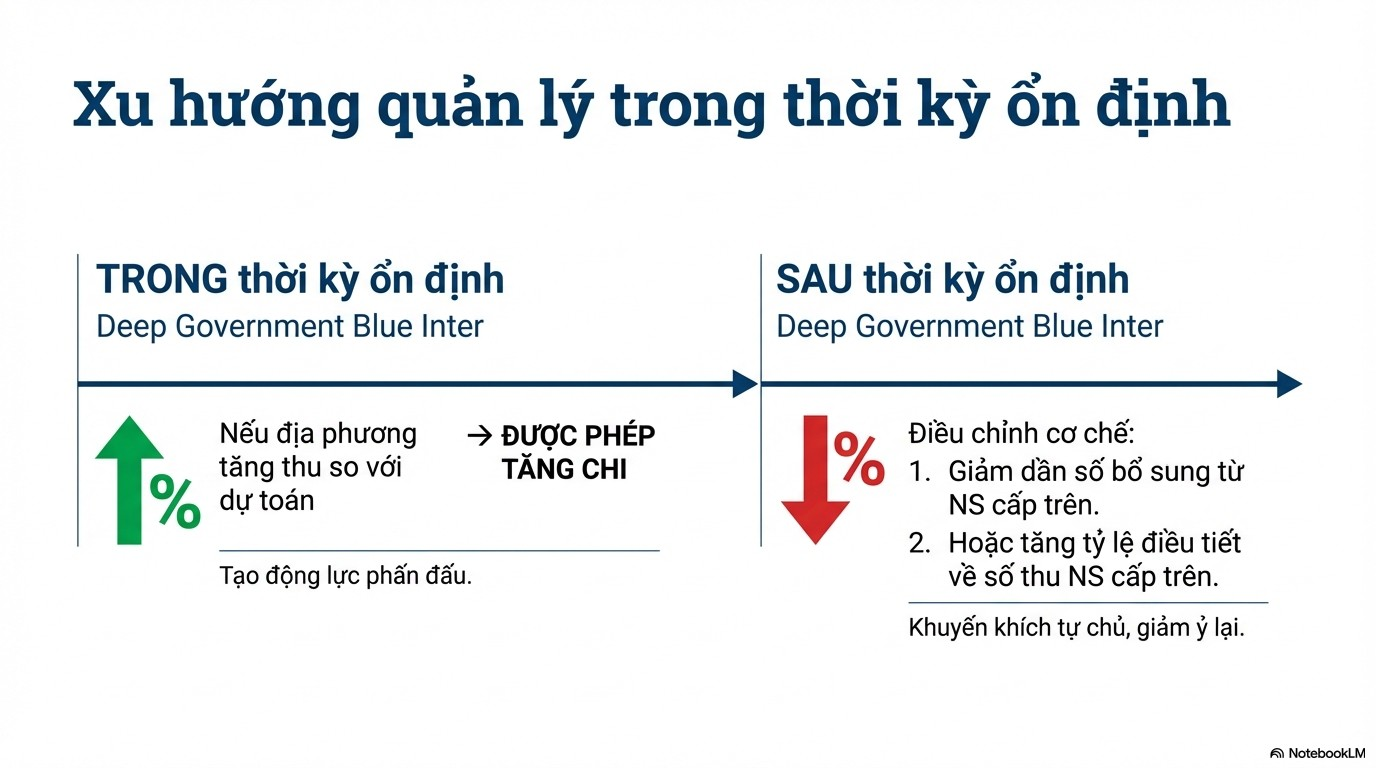 Xu hướng quản lý trong thời kỳ ổn định
TRONG thời kỳ ổn định
Deep Government Blue Inter
%
Nếu địa phương
tăng thu so với
dự toán
→ ĐƯỢC PHÉP
TĂNG CHI
Tạo động lực phấn đấu.
SAU thời kỳ ổn định
Deep Government Blue Inter
%
Điều chỉnh cơ chế:
1. Giảm dần số bổ sung từ
NS cấp trên.
2. Hoặc tăng tỷ lệ điều tiết
về số thu NS cấp trên.
Khuyến khích tự chủ, giảm ỷ lại.
NotebookLM